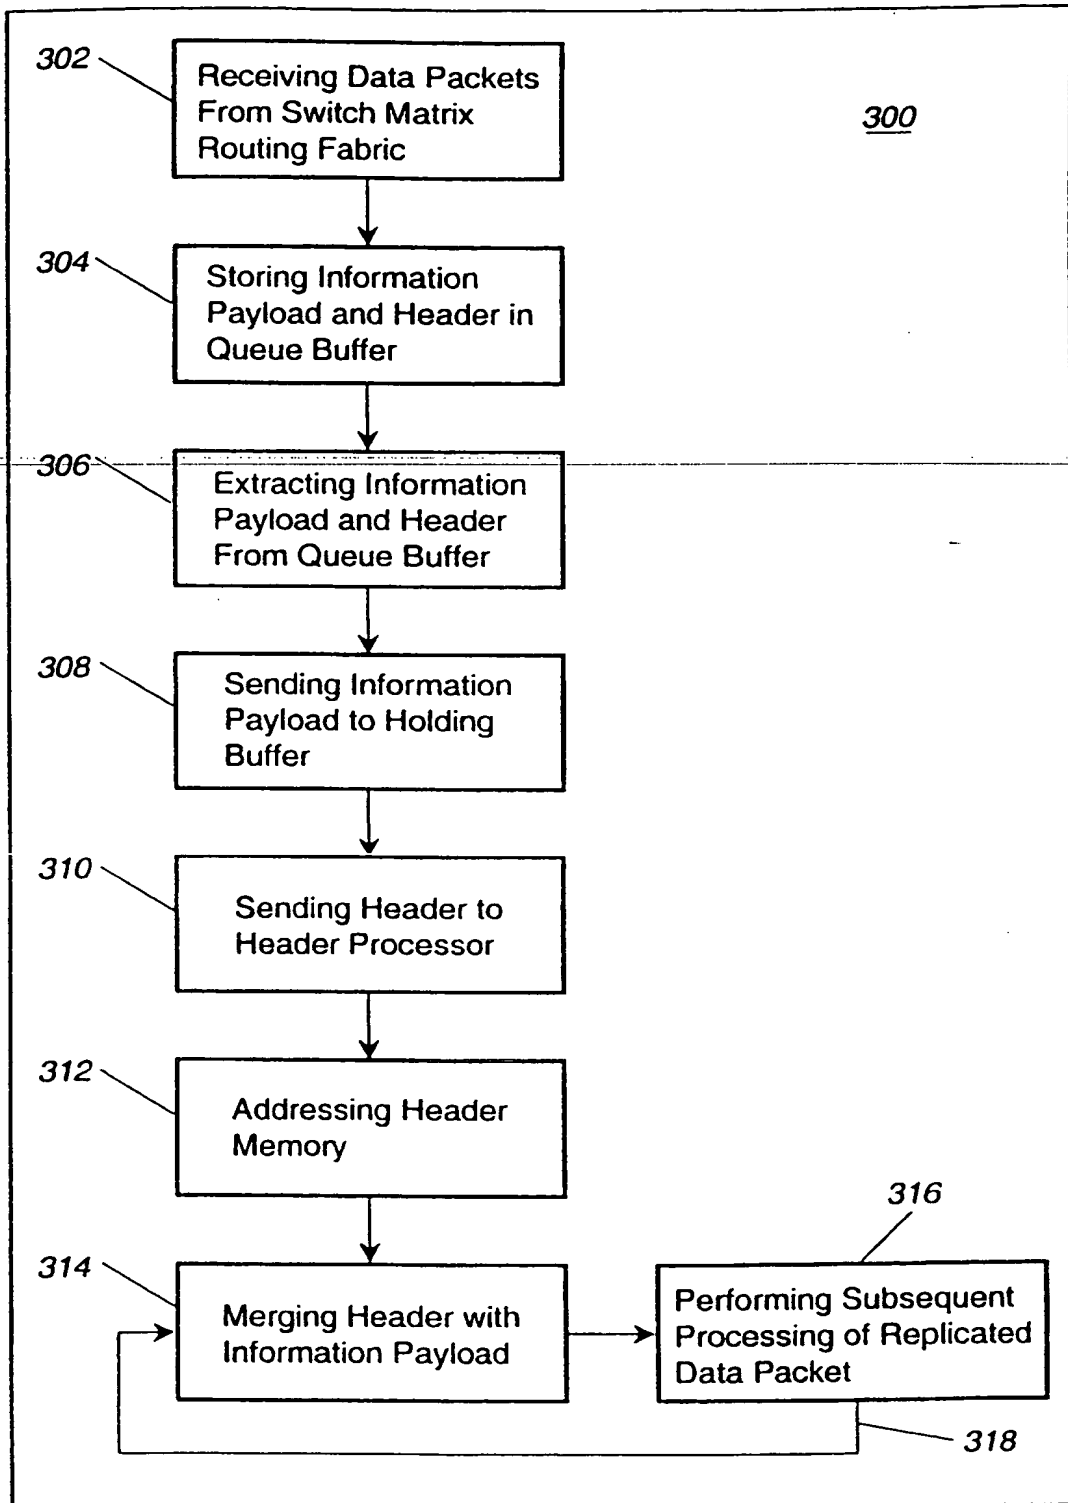 302
Receiving Data Packets
From Switch Matrix
Routing Fabric
300
304
Storing Information
Payload and Header in
Queue Buffer
306
Extracting Information
Payload and Header
From Queue Buffer
308
Sending Information
Payload to Holding
Buffer
310
Sending Header to
Header Processor
312
Addressing Header
Memory
314
Merging Header with
Information Payload
316
Performing Subsequent
Processing of Replicated
Data Packet
318